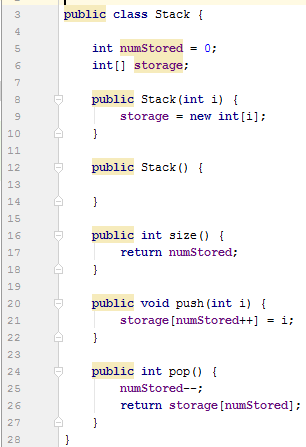 3 public class Stack {
4
5     int numStored = 0;
6     int[] storage;
7
8     public Stack(int i) {
9         storage = new int[i];
10     }
11
12     public Stack() {
13
14     }
15
16     public int size() {
17         return numStored;
18     }
19
20     public void push(int i) {
21         storage[numStored++] = i;
22     }
23
24     public int pop() {
25         numStored--;
26         return storage[numStored];
27     }
28 }